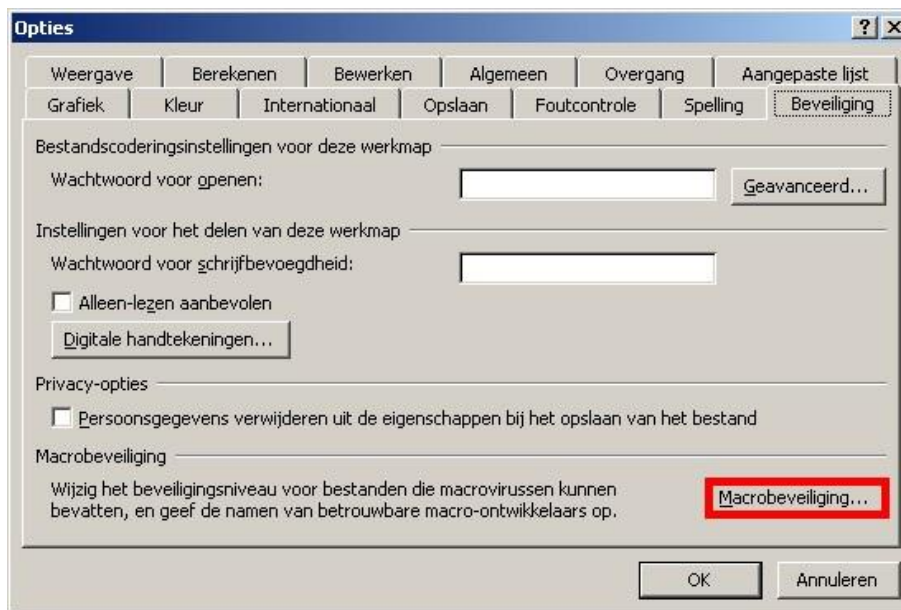 Opties
Weergave Berekenen Bewerken Algemeen Overgang Aangepaste lijst
Grafiek Kleur Internationaal Opslaan Foutcontrole Spelling Beveiliging
Bestandscoderingsinstellingen voor deze werkmap
Wachtwoord voor openen:
Geavanceerd...
Instellingen voor het delen van deze werkmap
Wachtwoord voor schrijfbevoegdheid:
Alleen-lezen aanbevolen
Digitale handtekeningen...
Privacy-opties
Persoonsgegevens verwijderen uit de eigenschappen bij het opslaan van het bestand
Macrobeveiliging
Wijzig het beveiligingsniveau voor bestanden die macrovirussen kunnen
bevatten, en geef de namen van betrouwbare macro-ontwikkelaars op.
Macrobeveiliging...
OK Annuleren